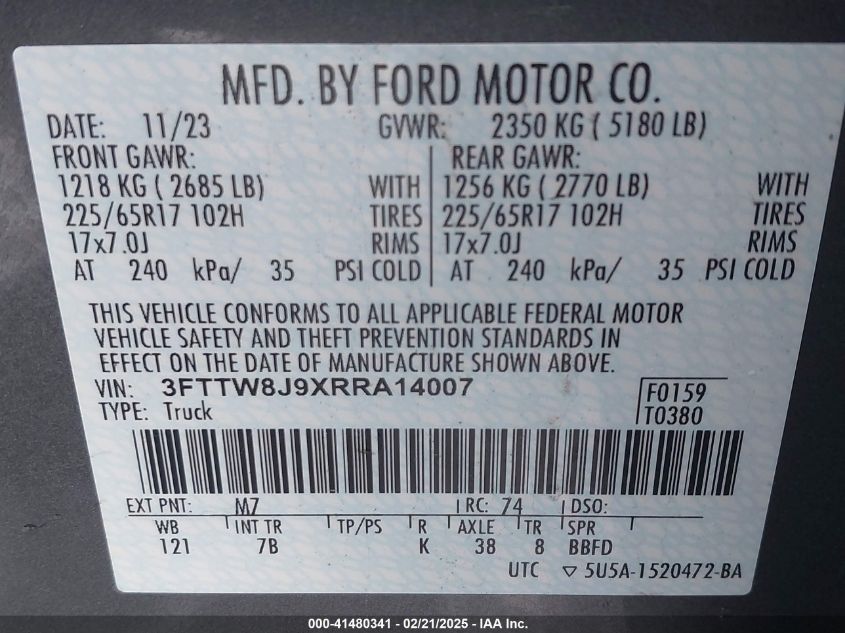 MFD. BY FORD MOTOR CO.
DATE: 11/23 GVWR: 2350 KG ( 5180 LB)
FRONT GAWR: REAR GAWR:
1218 KG ( 2685 LB) WITH 1256 KG ( 2770 LB) WITH
225/65R17 102H TIRES 225/65R17 102H TIRES
17x7.0J RIMS 17x7.0J RIMS
AT 240 kPa/ 35 PSI COLD AT 240 kPa/ 35 PSI COLD
THIS VEHICLE CONFORMS TO ALL APPLICABLE FEDERAL MOTOR
VEHICLE SAFETY AND THEFT PREVENTION STANDARDS IN
EFFECT ON THE DATE OF MANUFACTURE SHOWN ABOVE.
VIN: 3FTTW8J9XRRA14007 F0159
TYPE: Truck T0380
EXT PNT: M7 RC: 74 DSO:
WB INT TR TP/PS R AXLE TR SPR
121 7B K 38 8 BBFD
UTC ▽ 5U5A-1520472-BA
000-41480341 - 02/21/2025 - IAA Inc.